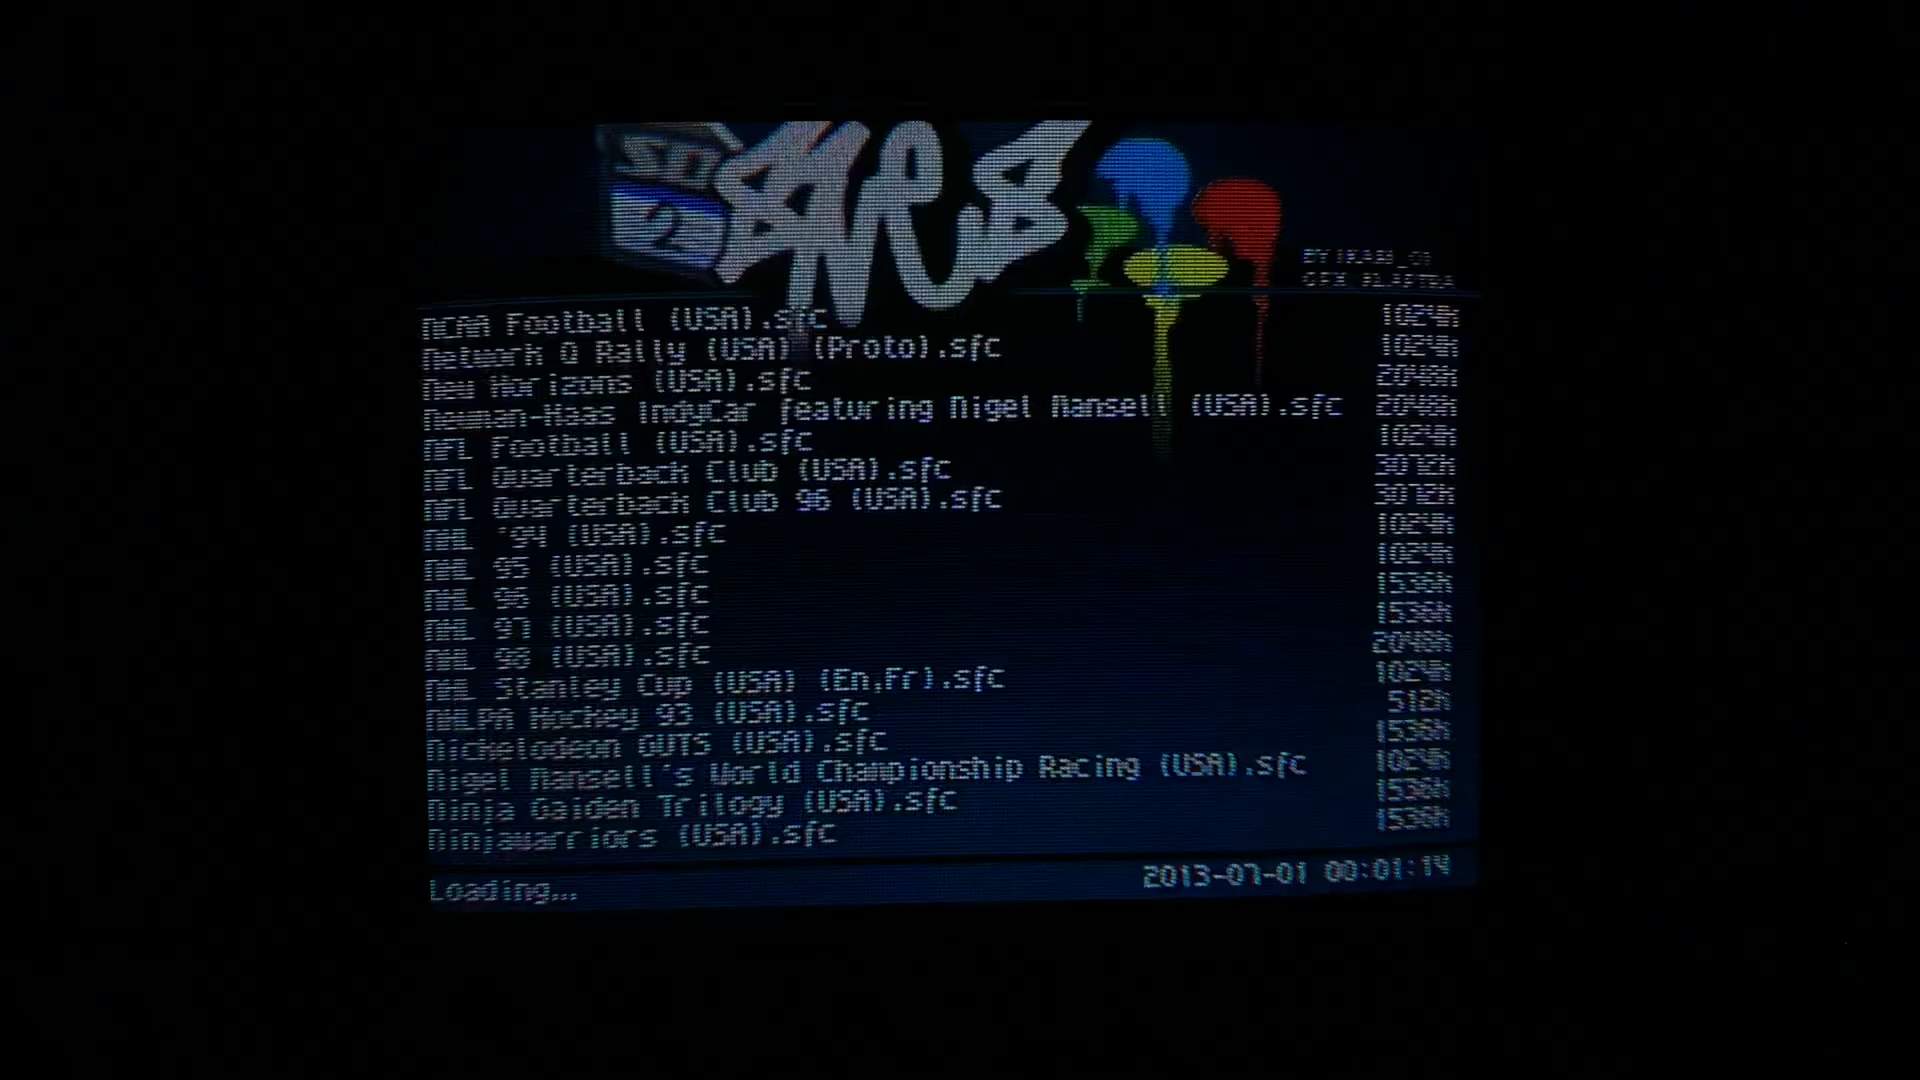 SD
2
SNES
BY IKARI_01
NCAA Football (USA).sfc 1024k
Network Q Rally (USA) (Proto).sfc 1024k
New Horizons (USA).sfc 2048k
Newman-Haas IndyCar featuring Nigel Mansell (USA).sfc 2048k
NFL Football (USA).sfc 1024k
NFL Quarterback Club (USA).sfc 3072k
NFL Quarterback Club 96 (USA).sfc 3072k
NHL '94 (USA).sfc 1024k
NHL 95 (USA).sfc 1024k
NHL 96 (USA).sfc 1536k
NHL 97 (USA).sfc 1536k
NHL 98 (USA).sfc 2048k
NHL Stanley Cup (USA) (En,Fr).sfc 1024k
NHLPA Hockey 93 (USA).sfc 512k
Nickelodeon GUTS (USA).sfc 1536k
Nigel Mansell's World Championship Racing (USA).sfc 1024k
Ninja Gaiden Trilogy (USA).sfc 1536k
Ninjawarriors (USA).sfc 1536k
Loading... 2013-07-01 00:01:14